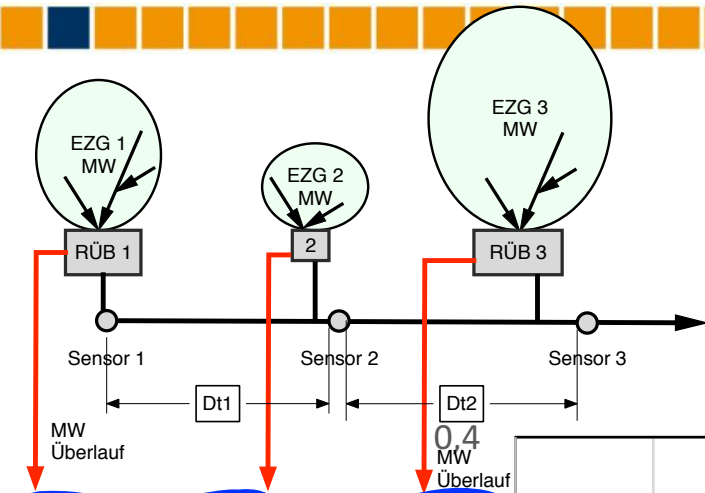 EZG 1
MW
EZG 2
MW
EZG 3
MW
RÜB 1
2
RÜB 3
Sensor 1
Sensor 2
Sensor 3
Dt1
Dt2
MW
Überlauf
0,4
MW
Überlauf